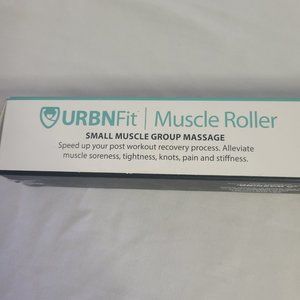 URBNFit | Muscle Roller
SMALL MUSCLE GROUP MASSAGE
Speed up your post workout recovery process. Alleviate
muscle soreness, tightness, knots, pain and stiffness.